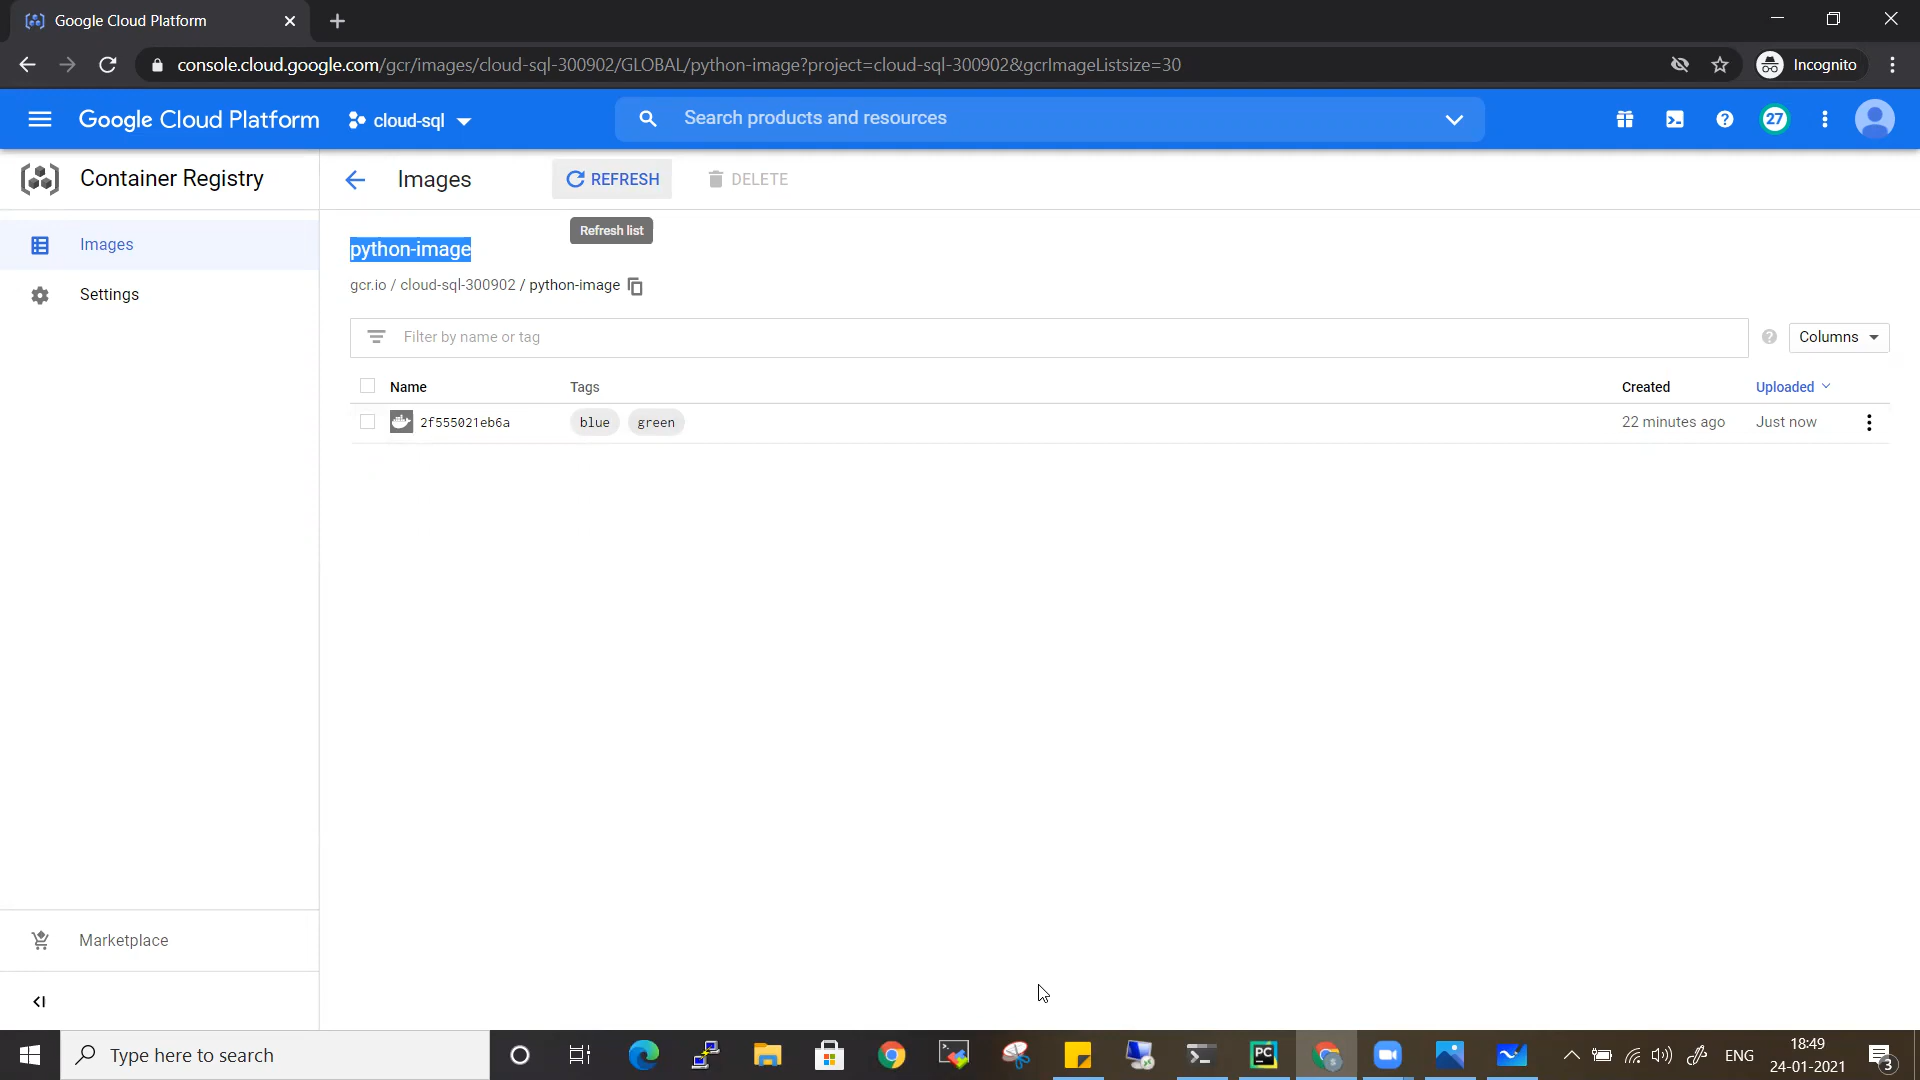 Google Cloud Platform
console.cloud.google.com/gcr/images/cloud-sql-300902/GLOBAL/python-image?project=cloud-sql-300902&gcrImageListsize=30
Incognito
Google Cloud Platform
cloud-sql
Search products and resources
27
Container Registry
Images
REFRESH
DELETE
Refresh list
Images
Settings
python-image
gcr.io / cloud-sql-300902 / python-image
Filter by name or tag
Columns
Name Tags Created Uploaded
2f555021eb6a blue green 22 minutes ago Just now
Marketplace
Type here to search
PC
ENG
18:49
24-01-2021
3